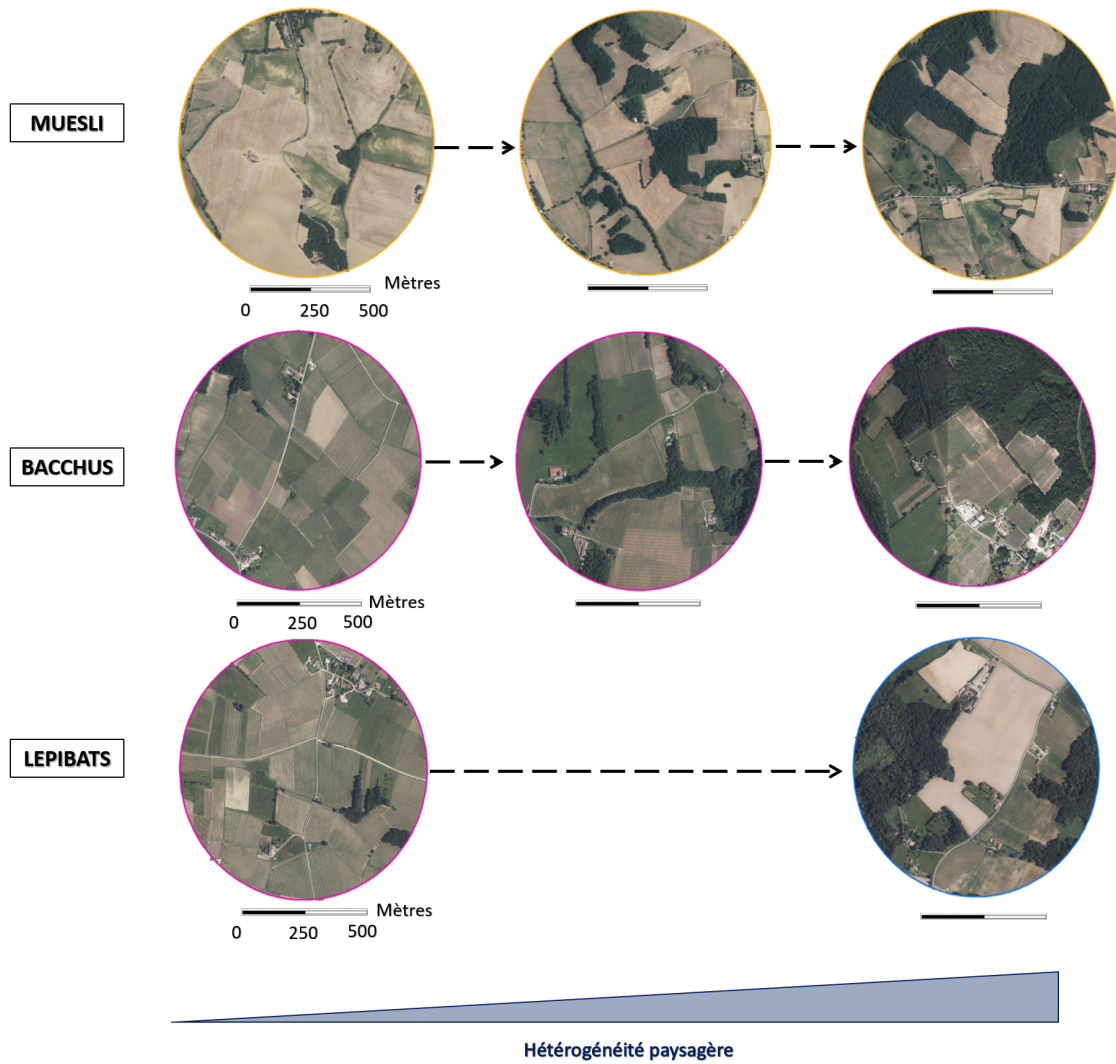 MUESLI
Mètres
0 250 500
BACCHUS
Mètres
0 250 500
LEPIBATS
Mètres
0 250 500
Hétérogénéité paysagère